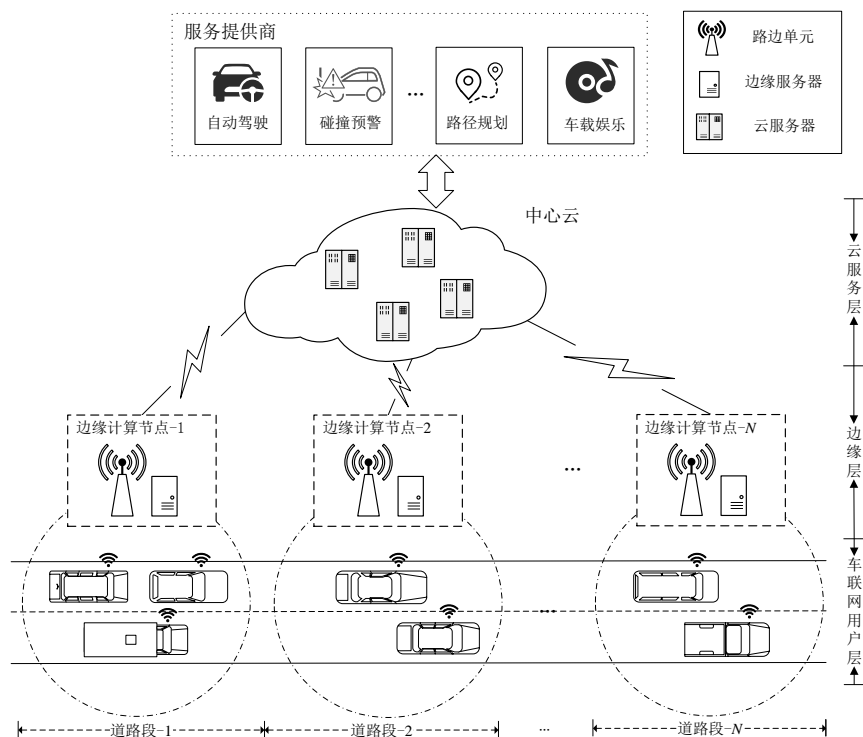 服务提供商
自动驾驶
碰撞预警
...
路径规划
车载娱乐
路边单元
边缘服务器
云服务器
中心云
云服务层
边缘计算节点-1
边缘计算节点-2
...
边缘计算节点-N
边缘层
...
车联网用户层
道路段-1
道路段-2
...
道路段-N